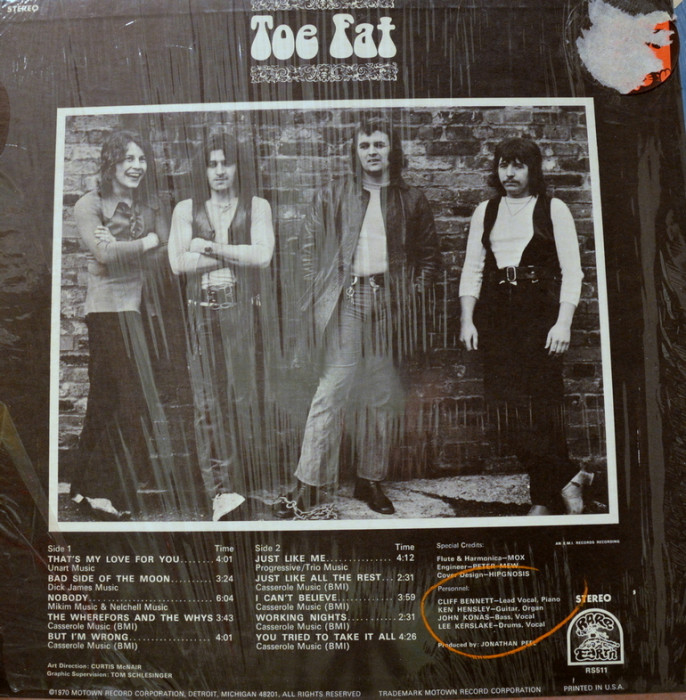 STEREO
Toe Fat
Side 1 Time
THAT'S MY LOVE FOR YOU....... 4:01
Unart Music
BAD SIDE OF THE MOON.......... 3:24
Dick James Music
NOBODY........................ 6:04
Mikim Music & Nelchell Music
THE WHEREFORS AND THE WHYS 3:43
Casserole Music (BMI)
BUT I'M WRONG.................. 4:01
Casserole Music (BMI)
Side 2 Time
JUST LIKE ME................ 4:12
Progressive/Trio Music
JUST LIKE ALL THE REST... 2:31
Casserole Music (BMI)
I CAN'T BELIEVE............. 3:59
Casserole Music (BMI)
WORKING NIGHTS............ 2:31
Casserole Music (BMI)
YOU TRIED TO TAKE IT ALL 4:26
Casserole Music (BMI)
AN E.M.I. RECORDS RECORDING
Special Credits:
Flute & Harmonica—MOX
Engineer—PETER MEW
Cover Design—HIPGNOSIS
Personnel:
CLIFF BENNETT—Lead Vocal, Piano
KEN HENSLEY—Guitar, Organ
JOHN KONAS—Bass, Vocal
LEE KERSLAKE—Drums, Vocal
Produced by: JONATHAN PEEL
STEREO
RARE EARTH
RS511
Art Direction: CURTIS McNAIR
Graphic Supervision: TOM SCHLESINGER
©1970 MOTOWN RECORD CORPORATION, DETROIT, MICHIGAN 48201, ALL RIGHTS RESERVED TRADEMARK MOTOWN RECORD CORPORATION PRINTED IN U.S.A.